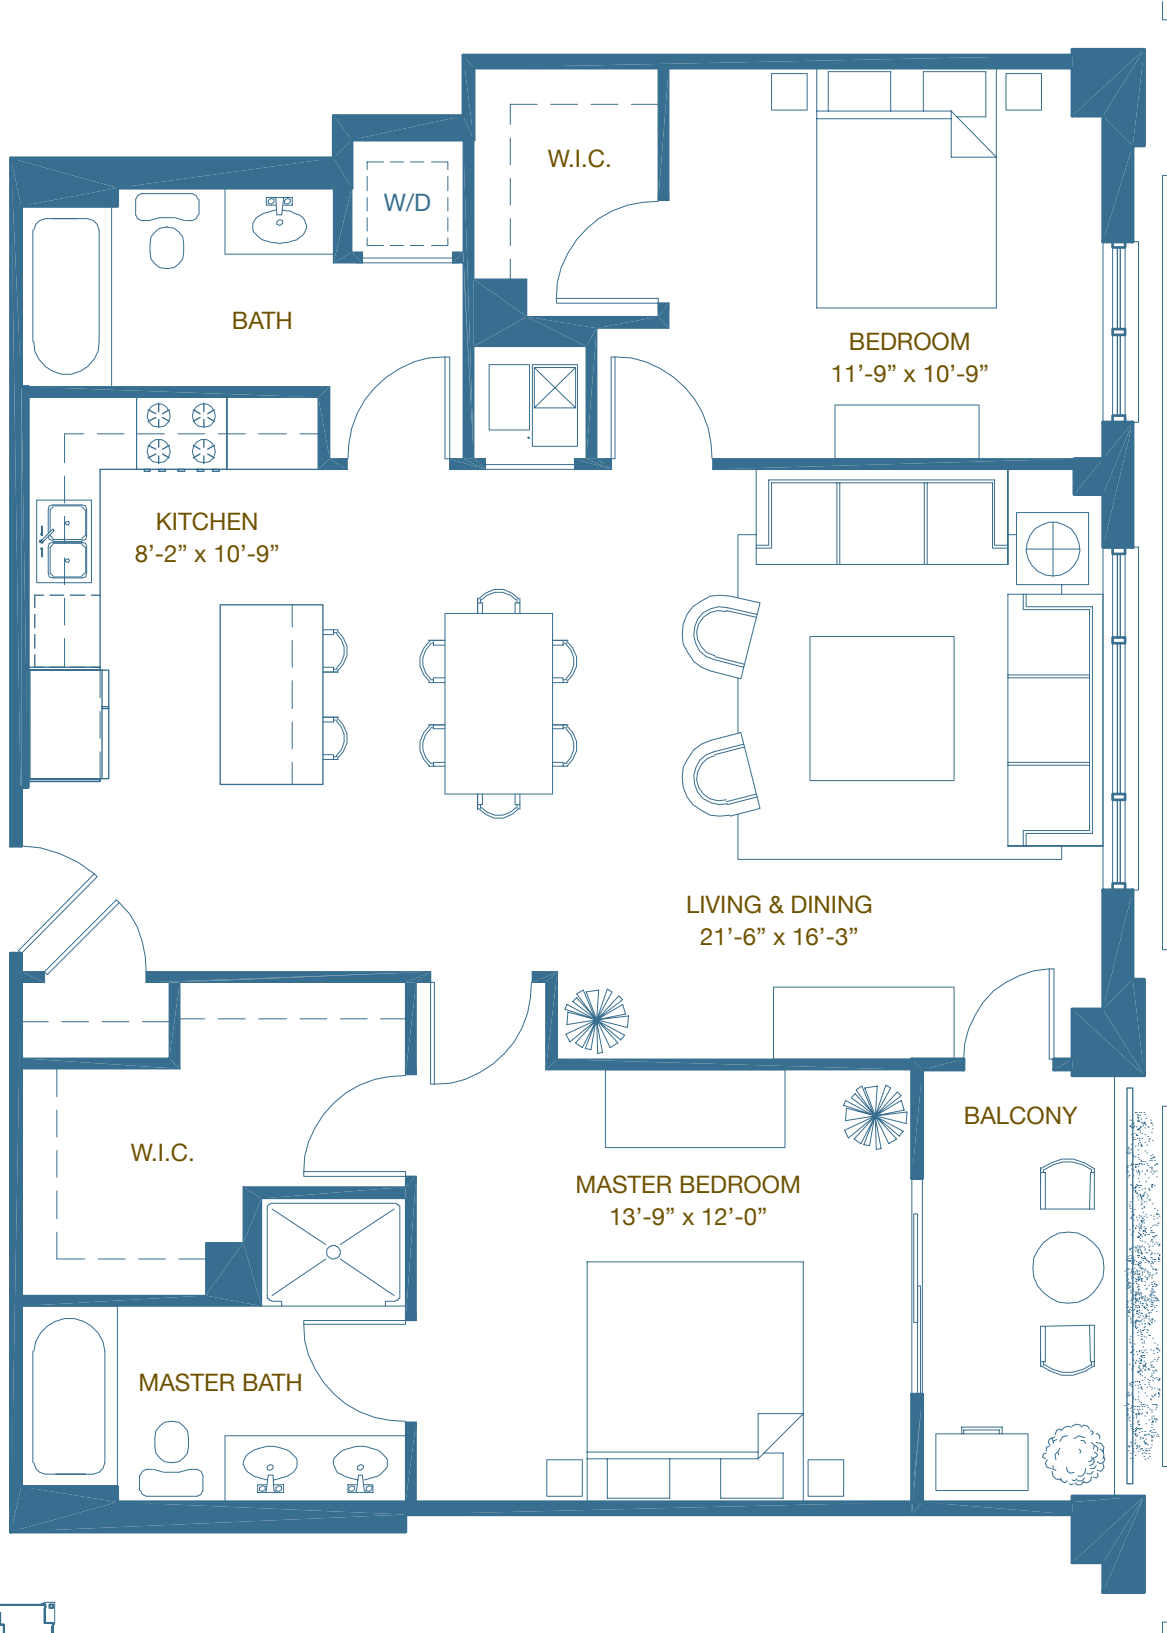 W.I.C.
W/D
BATH
BEDROOM
11’-9” x 10’-9”
KITCHEN
8’-2” x 10’-9”
LIVING & DINING
21’-6” x 16’-3”
BALCONY
W.I.C.
MASTER BEDROOM
13’-9” x 12’-0”
MASTER BATH